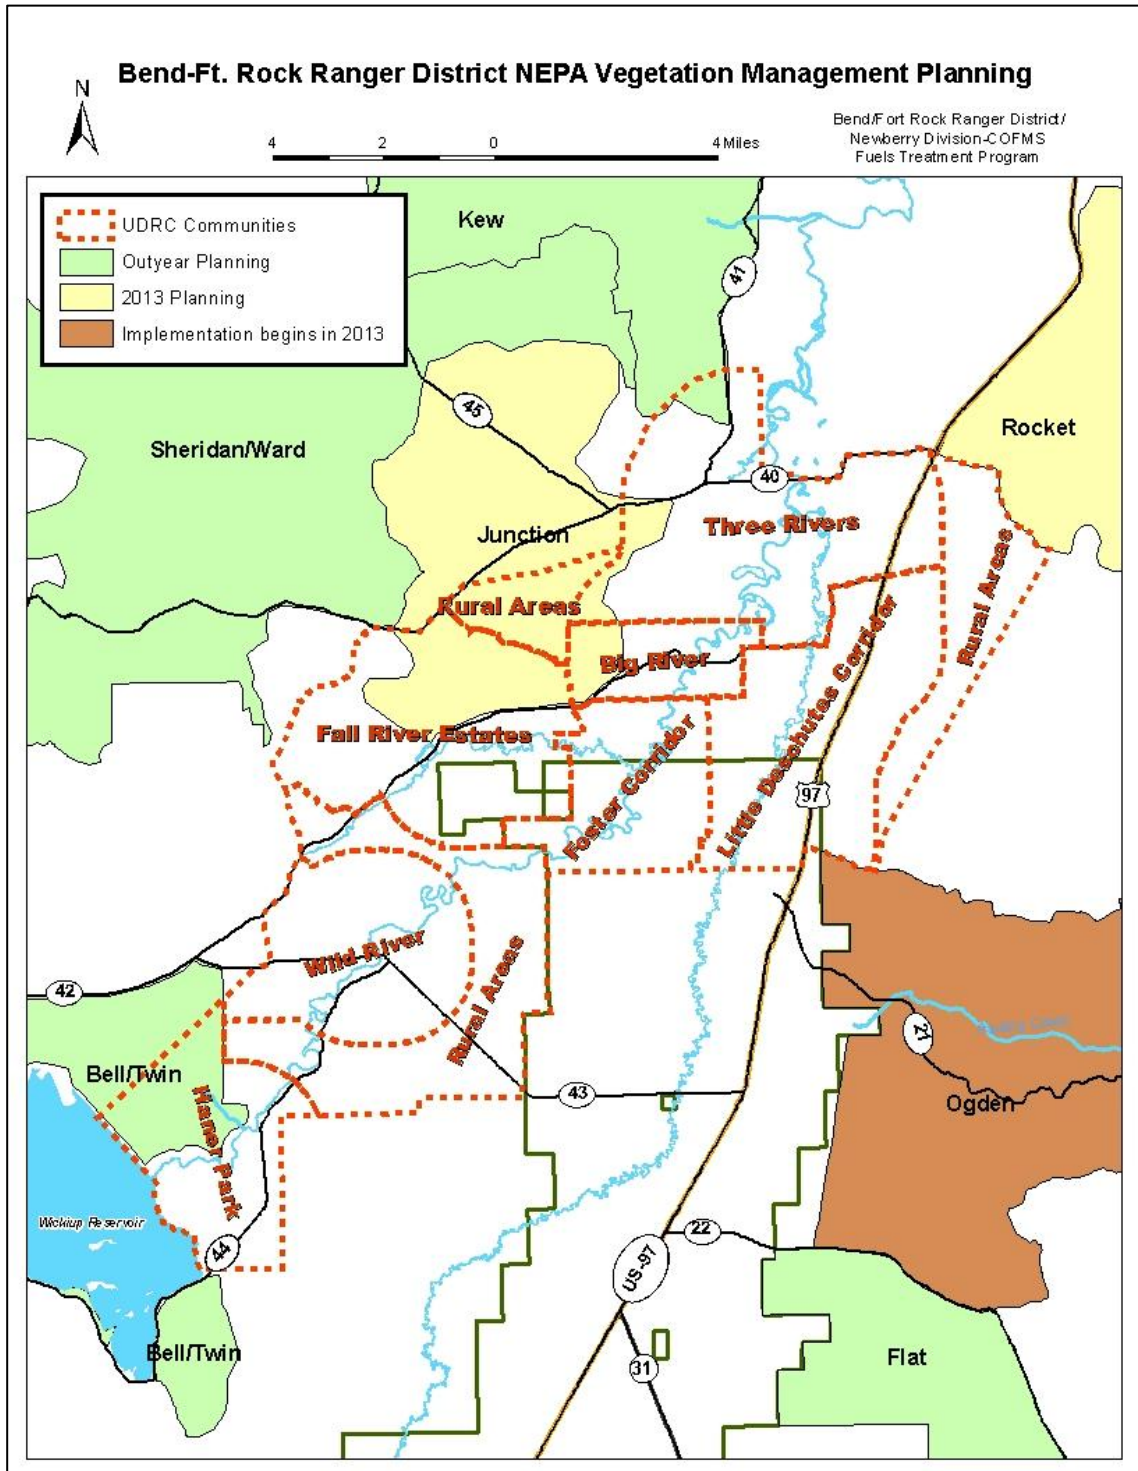 Bend-Ft. Rock Ranger District NEPA Vegetation Management Planning
N
4 2 0 4 Miles
Bend/Fort Rock Ranger District/
Newberry Division-COFMS
Fuels Treatment Program
UDRC Communities
Outyear Planning
2013 Planning
Implementation begins in 2013
Kew
41
45
Sheridan/Ward
Rocket
40
Three Rivers
Junction
Rural Areas
Rural Areas
Big River
Fall River Estates
Foster Corridor
Little Deschutes Corridor
97
Wild River
Rural Areas
42
21
Bell/Twin
43
Ogden
Haner Park
Wickiup Reservoir
44
22
US-97
Bell/Twin
Flat
31